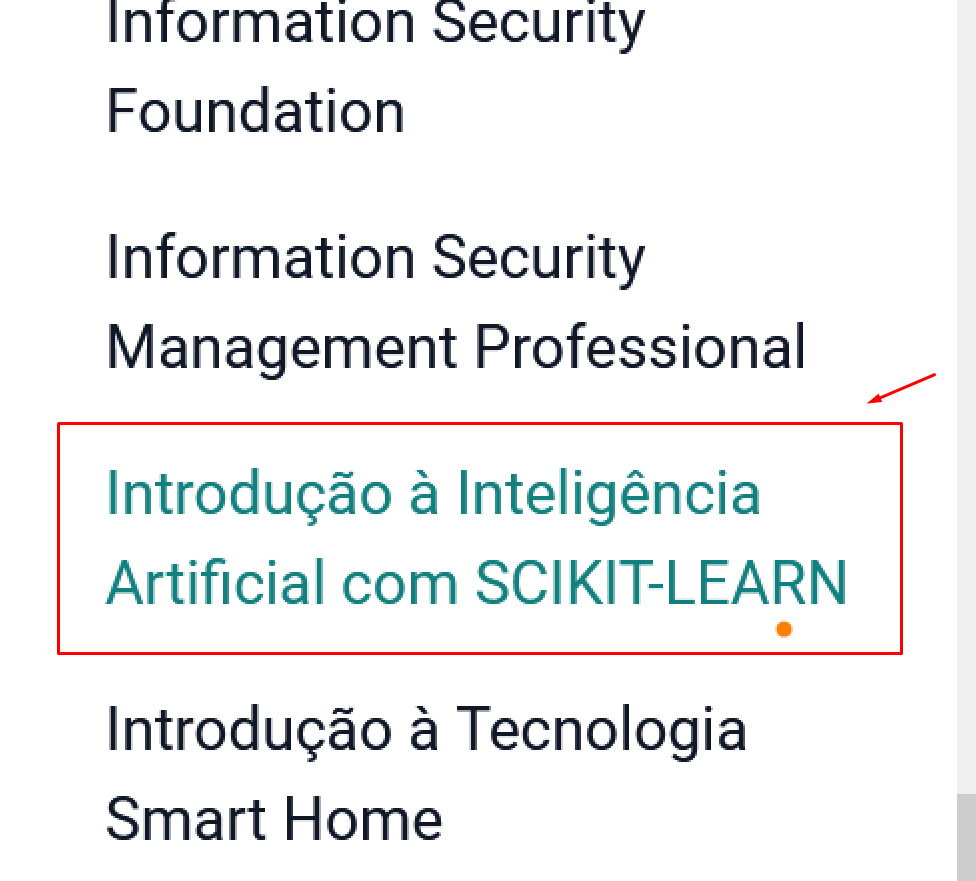 Information Security
Foundation
Information Security
Management Professional
Introdução à Inteligência
Artificial com SCIKIT-LEARN
Introdução à Tecnologia
Smart Home